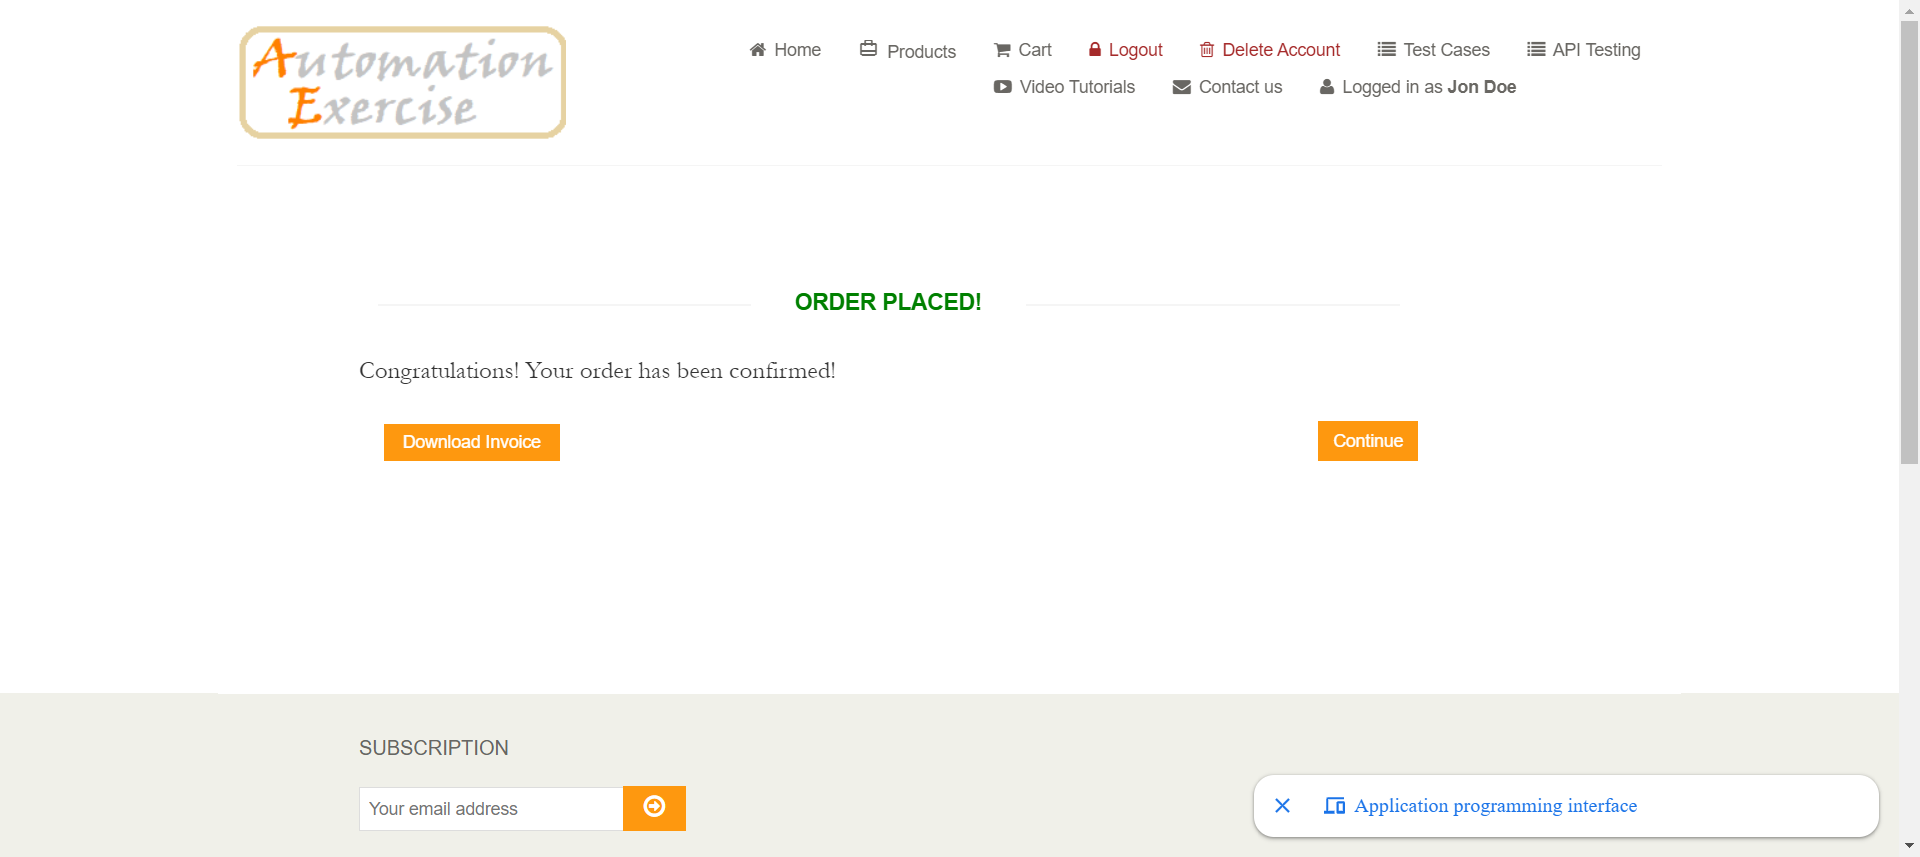 Automation
Exercise
Home Products Cart Logout Delete Account Test Cases API Testing
Video Tutorials Contact us Logged in as Jon Doe
ORDER PLACED!
Congratulations! Your order has been confirmed!
Download Invoice Continue
SUBSCRIPTION
Your email address
Application programming interface